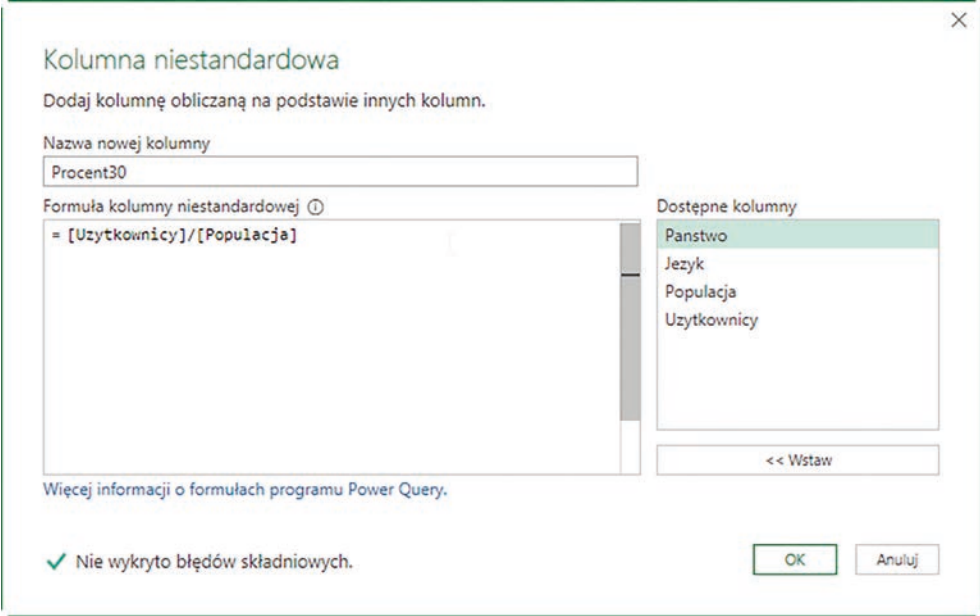 Kolumna niestandardowa
Dodaj kolumnę obliczaną na podstawie innych kolumn.
Nazwa nowej kolumny
Procent30
Formuła kolumny niestandardowej
= [Uzytkownicy]/[Populacja]
Dostępne kolumny
Panstwo
Jezyk
Populacja
Uzytkownicy
<< Wstaw
Więcej informacji o formułach programu Power Query.
Nie wykryto błędów składniowych.
OK
Anuluj